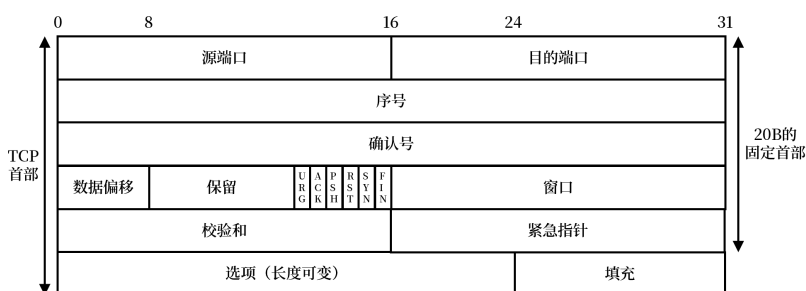 0 8 16 24 31
源端口 目的端口
序号
确认号
TCP
首部
20B的
固定首部
数据偏移 保留 URG ACK PSH RST SYN FIN 窗口
校验和 紧急指针
选项（长度可变） 填充